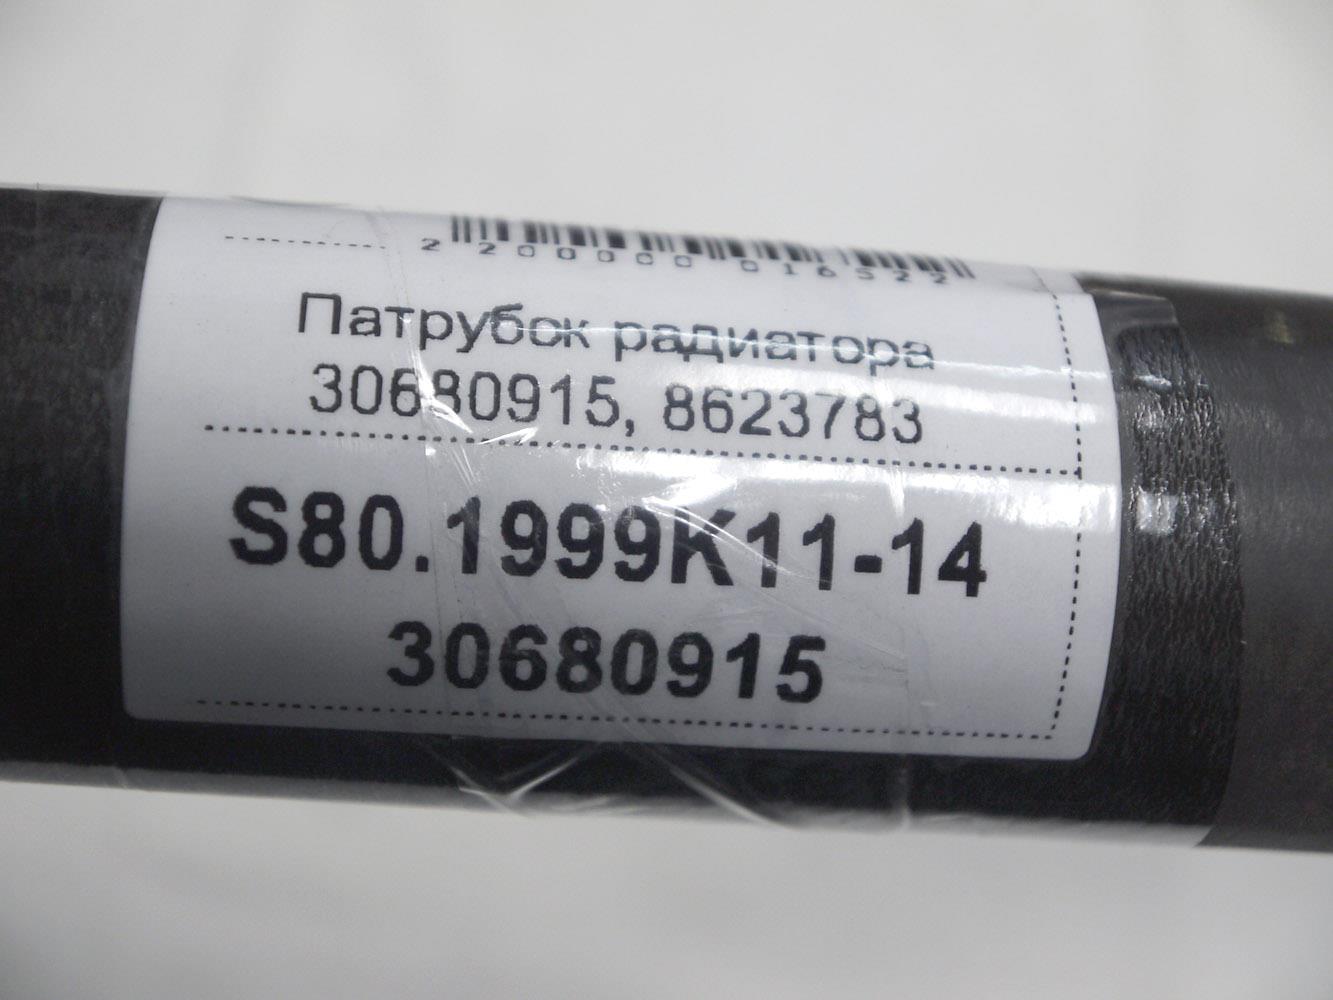 2 200000 016522
Патрубок радиатора
30680915, 8623783
S80.1999K11-14
30680915